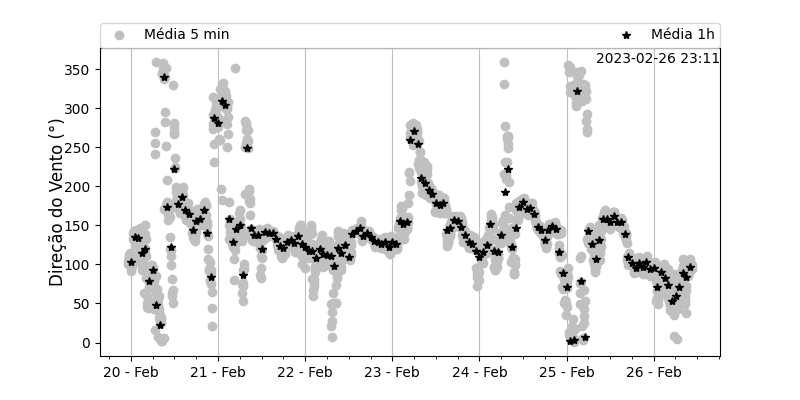 Média 5 min
Média 1h
2023-02-26 23:11
Direção do Vento (°)
350
300
250
200
150
100
50
0
20 - Feb
21 - Feb
22 - Feb
23 - Feb
24 - Feb
25 - Feb
26 - Feb